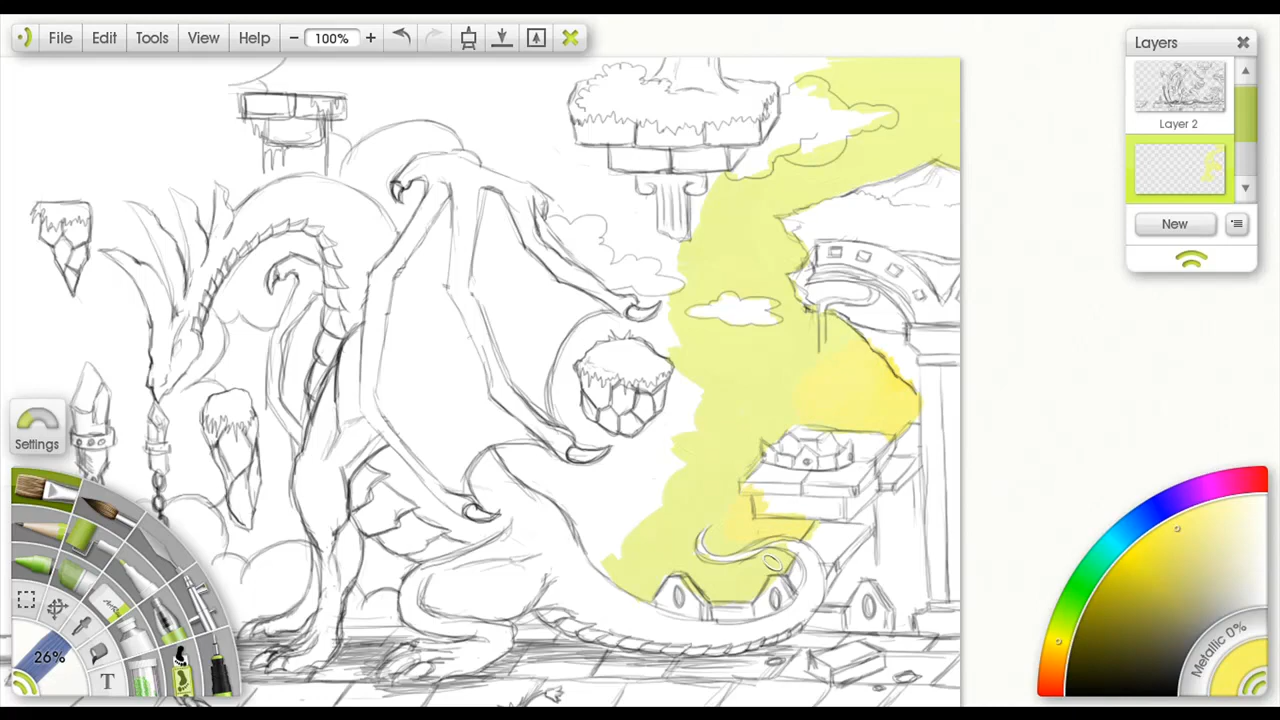 File Edit Tools View Help − 100% +
Layers
Layer 2
New
Settings
26%
T
Metallic 0%